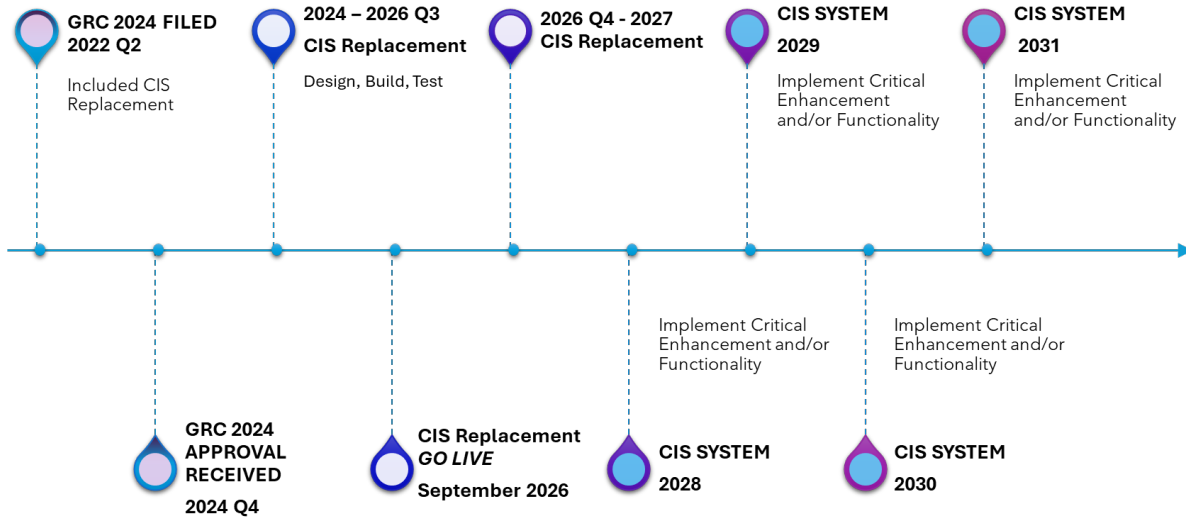 GRC 2024 FILED
2022 Q2
Included CIS
Replacement
2024 – 2026 Q3
CIS Replacement
Design, Build, Test
2026 Q4 - 2027
CIS Replacement
CIS SYSTEM
2029
Implement Critical
Enhancement
and/or Functionality
CIS SYSTEM
2031
Implement Critical
Enhancement
and/or Functionality
GRC 2024
APPROVAL
RECEIVED
2024 Q4
CIS Replacement
GO LIVE
September 2026
Implement Critical
Enhancement and/or
Functionality
CIS SYSTEM
2028
Implement Critical
Enhancement and/or
Functionality
CIS SYSTEM
2030